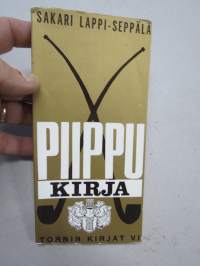 SAKARI LAPPI-SEPPÄLÄ
PIIPPU
KIRJA
TORNIN KIRJAT VI